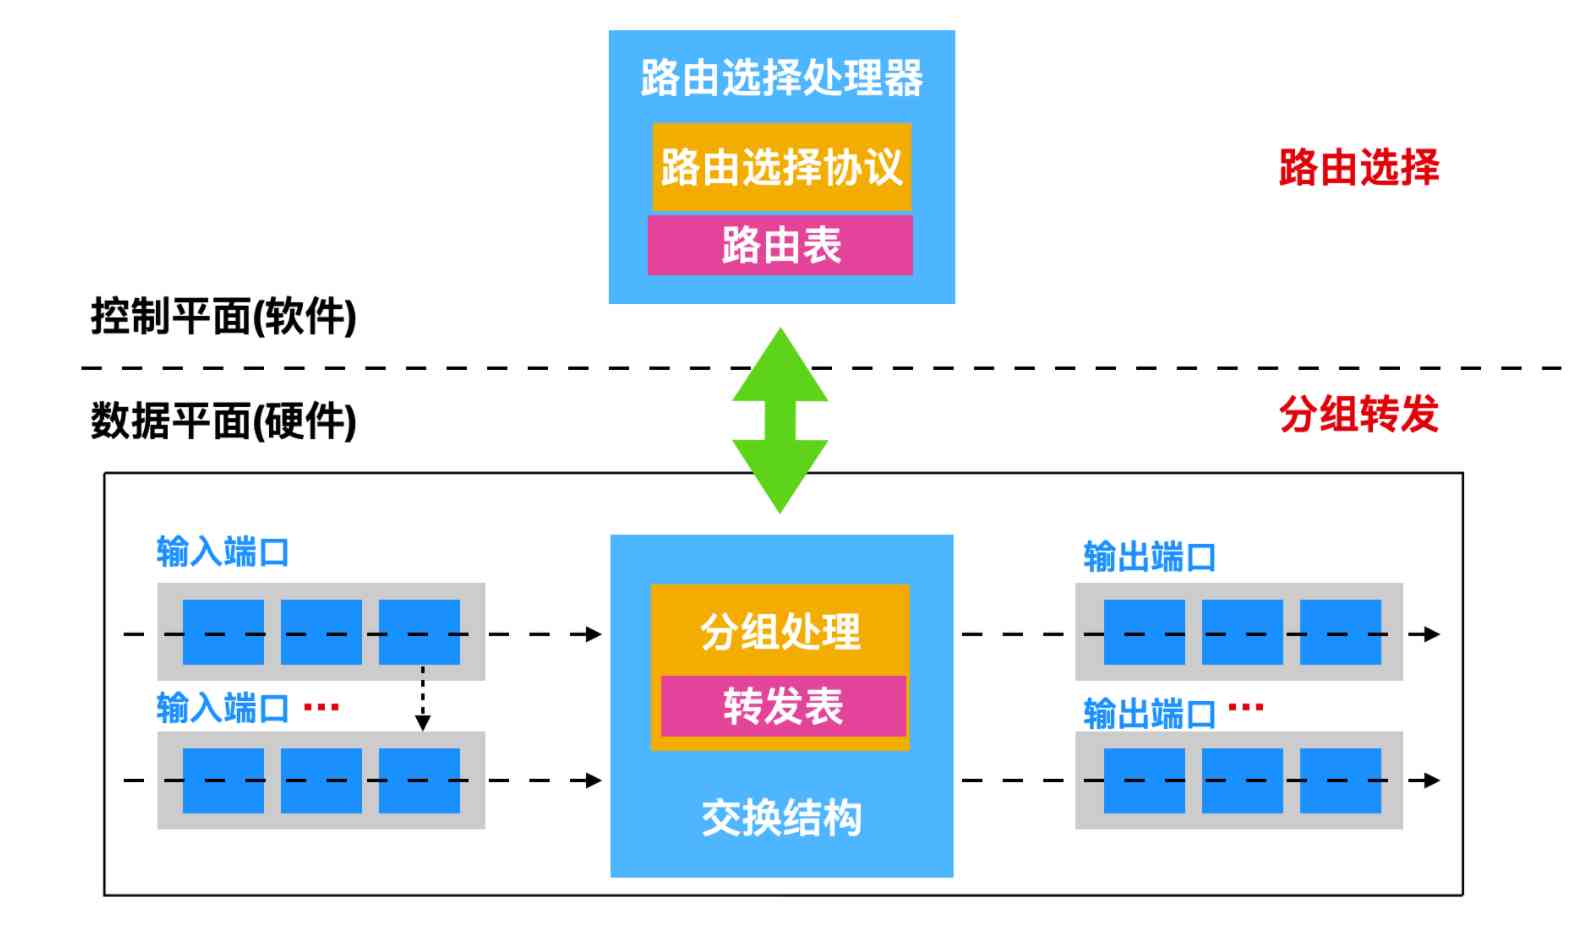 路由选择处理器
路由选择协议
路由表
路由选择
控制平面(软件)
数据平面(硬件)
分组转发
输入端口
输入端口 ...
分组处理
转发表
交换结构
输出端口
输出端口 ...